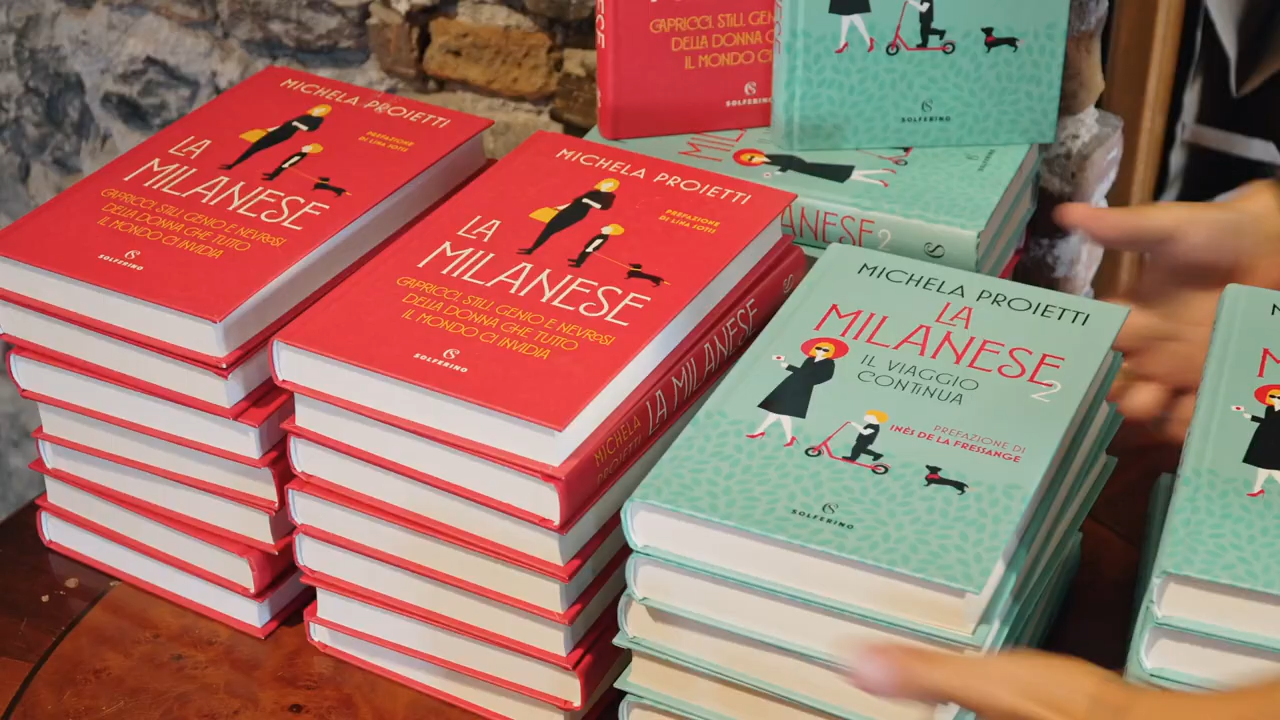 MICHELA PROIETTI
PREFAZIONE
DI LINA SOTIS
LA
MILANESE
CAPRICCI, STILI, GENIO E NEVROSI
DELLA DONNA CHE TUTTO
IL MONDO CI INVIDIA
SOLFERINO
MICHELA PROIETTI
PREFAZIONE
DI LINA SOTIS
LA
MILANESE
CAPRICCI, STILI, GENIO E NEVROSI
DELLA DONNA CHE TUTTO
IL MONDO CI INVIDIA
SOLFERINO
MICHELA
PROIETTI
LA MILANESE
CAPRICCI, STILI, GEN
DELLA DONNA C
IL MONDO CI
SOLFERINO
SOLFERINO
ANESE 2
MICHELA PROIETTI
LA
MILANESE 2
IL VIAGGIO
CONTINUA
PREFAZIONE DI
INÈS DE LA FRESSANGE
SOLFERINO